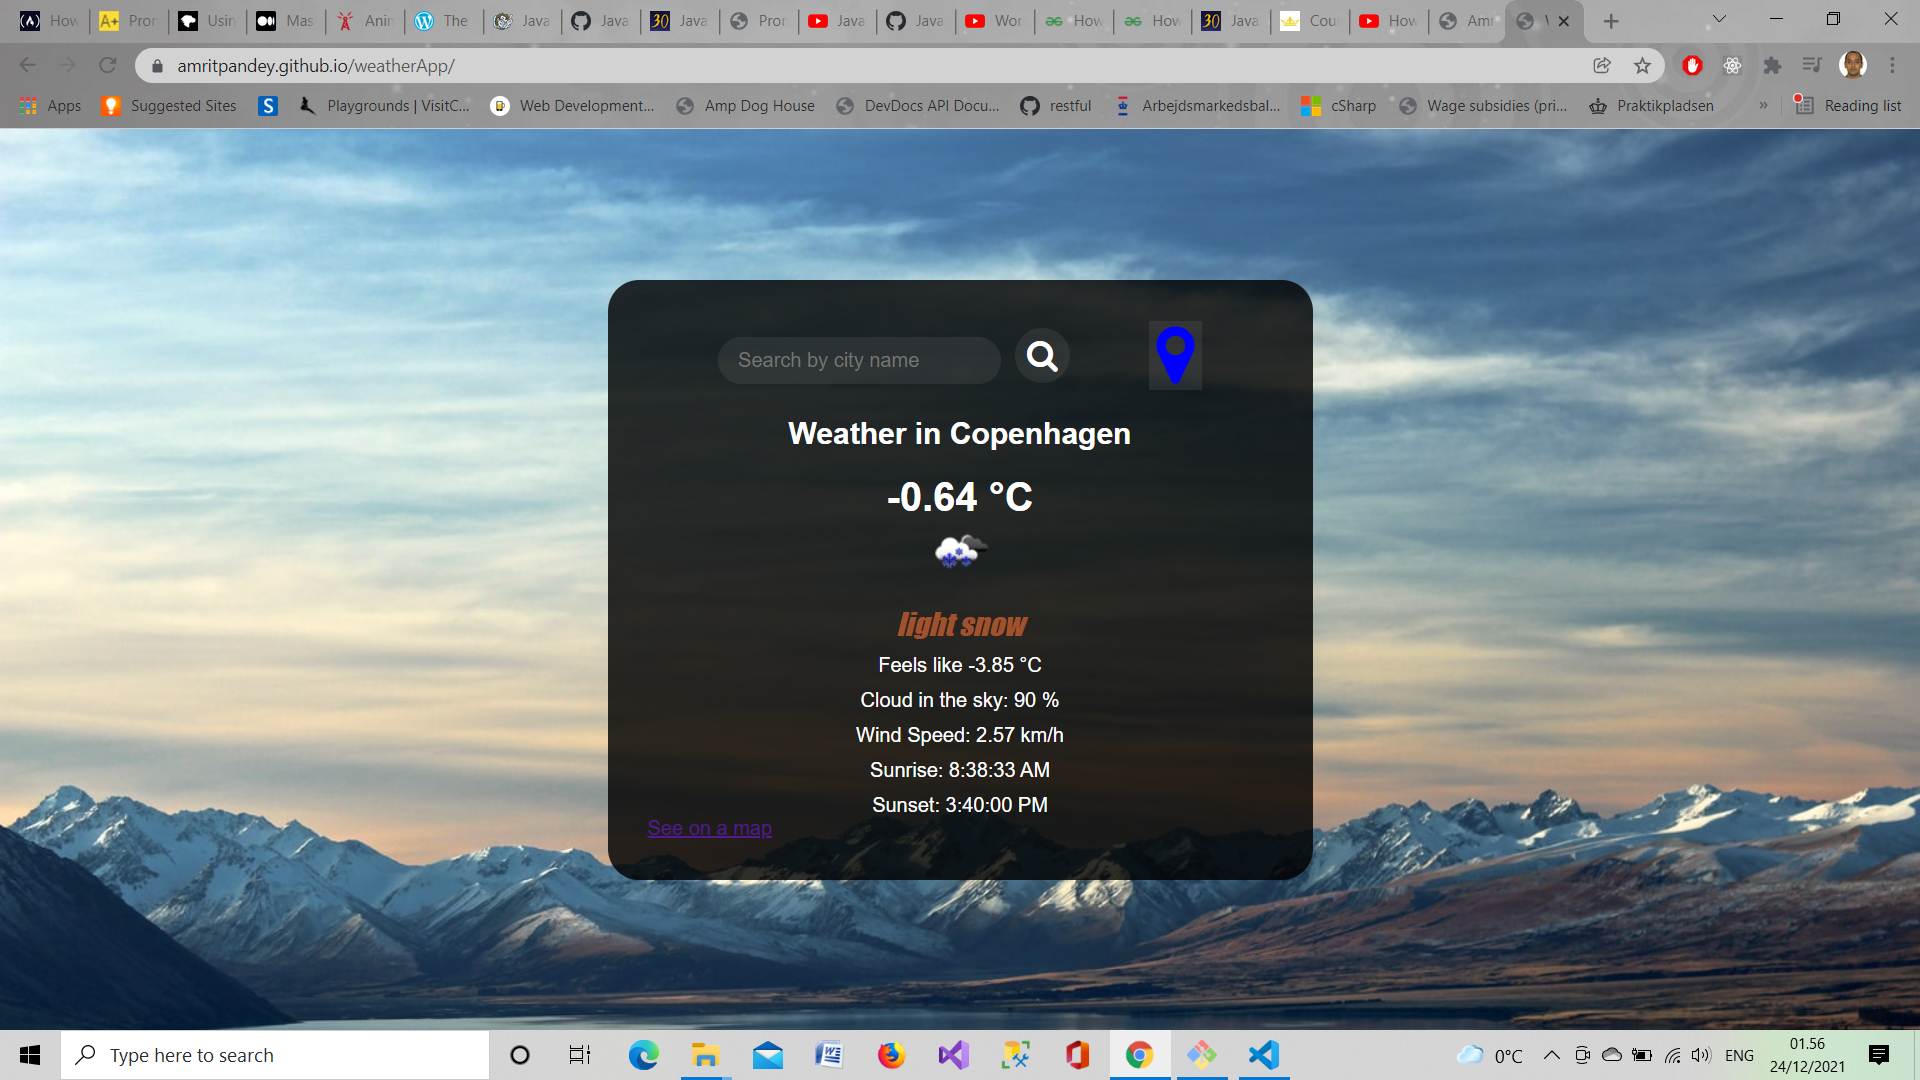 How
Pron
Usin
Mas
Anin
The
Java
Java
Java
Pron
Java
Java
Wor
How
How
Java
Cou
How
Am
amritpandey.github.io/weatherApp/
Apps
Suggested Sites
Playgrounds | VisitC...
Web Development...
Amp Dog House
DevDocs API Docu...
restful
Arbejdsmarkedsbal...
cSharp
Wage subsidies (pri...
Praktikpladsen
»
Reading list
Search by city name
Weather in Copenhagen
-0.64 °C
light snow
Feels like -3.85 °C
Cloud in the sky: 90 %
Wind Speed: 2.57 km/h
Sunrise: 8:38:33 AM
Sunset: 3:40:00 PM
See on a map
Type here to search
0°C
ENG
01.56
24/12/2021